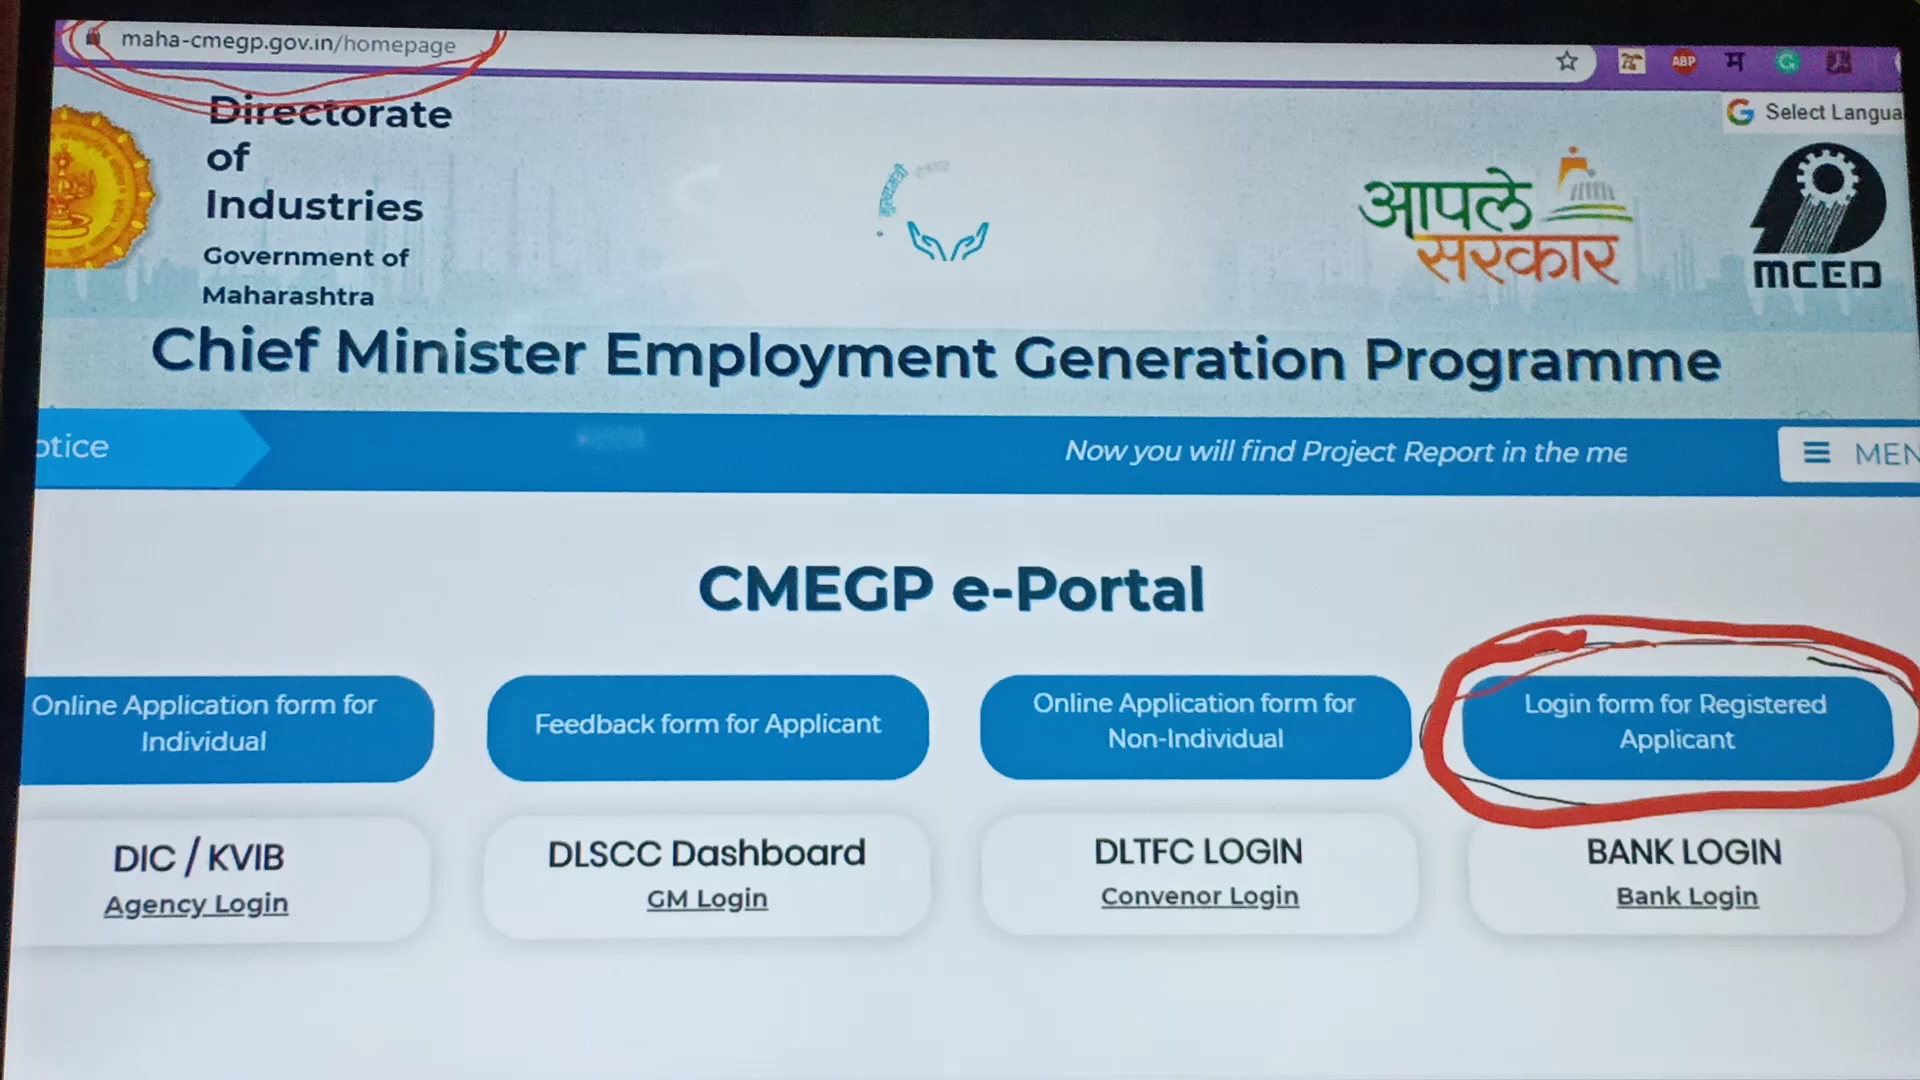 maha-cmegp.gov.in/homepage
ABP
म
G
Directorate
of
Industries
Government of
Maharashtra
मुख्यमंत्री
आपले
सरकार
G Select Langua
MCED
Chief Minister Employment Generation Programme
otice
Now you will find Project Report in the me
MEN
CMEGP e-Portal
Online Application form for
Individual
Feedback form for Applicant
Online Application form for
Non-Individual
Login form for Registered
Applicant
DIC / KVIB
Agency Login
DLSCC Dashboard
GM Login
DLTFC LOGIN
Convenor Login
BANK LOGIN
Bank Login